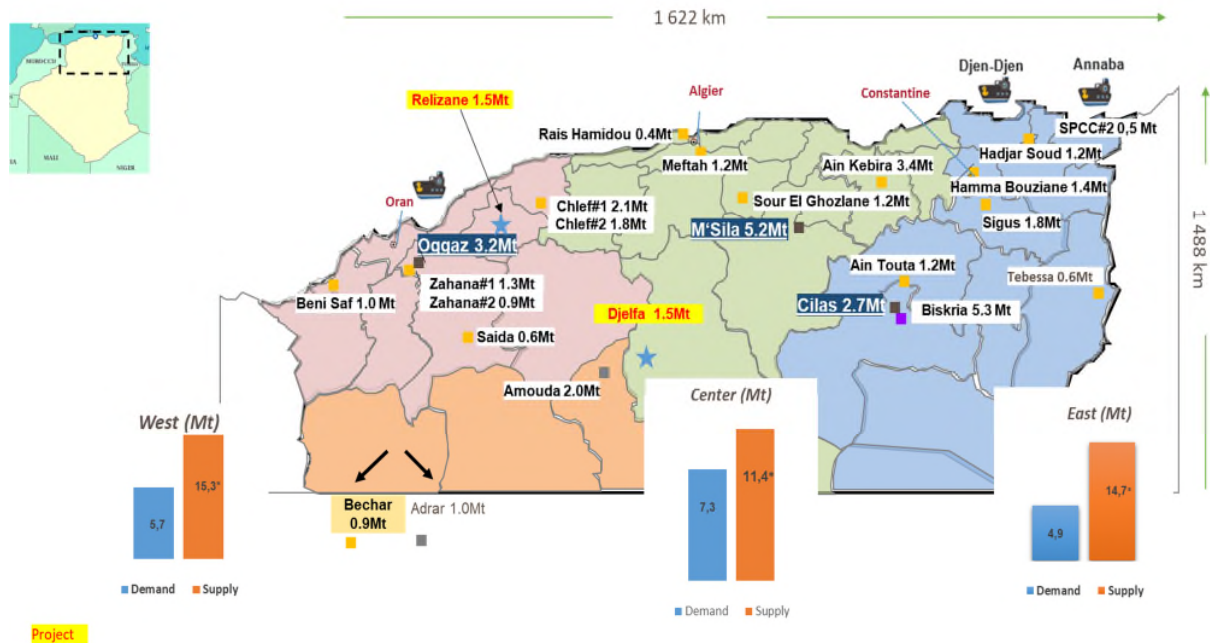 1 622 km
MOROCCO
MALI
NIGER
Djen-Djen
Annaba
Relizane 1.5Mt
Algier
Constantine
Rais Hamidou 0.4Mt
SPCC#2 0,5 Mt
Meftah 1.2Mt
Ain Kebira 3.4Mt
Hadjar Soud 1.2Mt
Hamma Bouziane 1.4Mt
Oran
Chlef#1 2.1Mt
Chlef#2 1.8Mt
Sour El Ghozlane 1.2Mt
Sigus 1.8Mt
M'Sila 5.2Mt
Oggaz 3.2Mt
1 488 km
Zahana#1 1.3Mt
Zahana#2 0.9Mt
Ain Touta 1.2Mt
Tebessa 0.6Mt
Beni Saf 1.0 Mt
Cilas 2.7Mt
Biskria 5.3 Mt
Djelfa 1.5Mt
Saida 0.6Mt
Amouda 2.0Mt
West (Mt)
15,3*
5,7
Demand
Supply
Center (Mt)
11,4*
7,3
Demand
Supply
East (Mt)
14,7*
4,9
Demand
Supply
Bechar
0.9Mt
Adrar 1.0Mt
Project